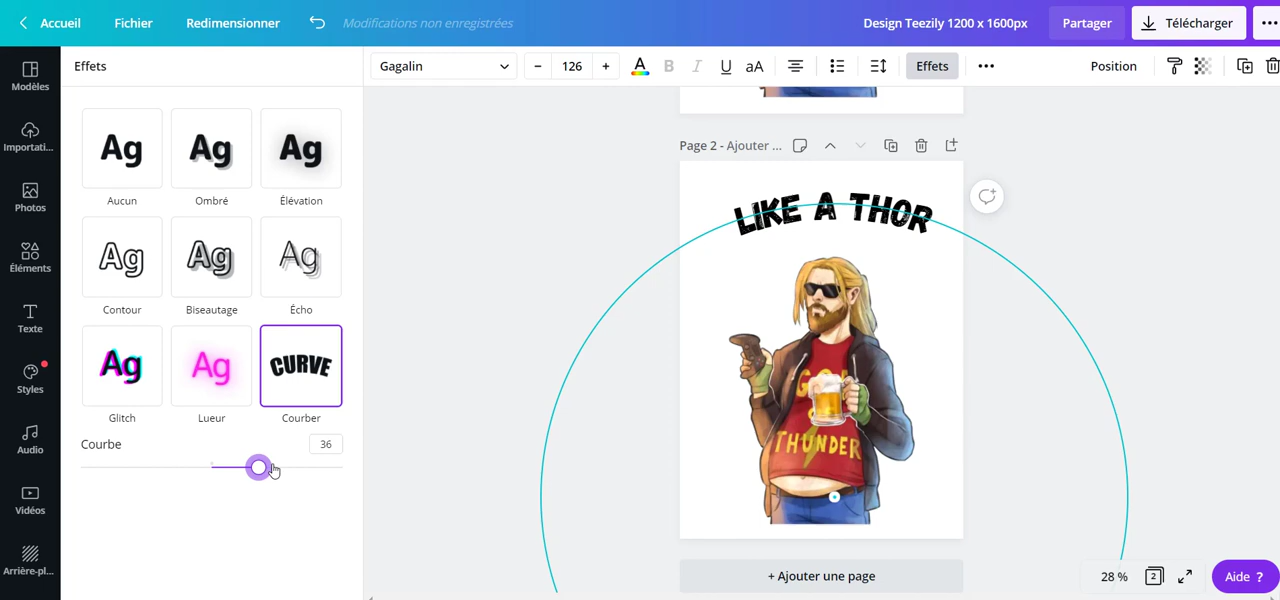 Accueil
Fichier
Redimensionner
Modifications non enregistrées
Design Teezily 1200 x 1600px
Partager
Télécharger
Modèles
Importati...
Photos
Éléments
Texte
Styles
Audio
Vidéos
Arrière-pl...
Effets
Ag
Aucun
Ag
Ombré
Ag
Élévation
Ag
Contour
Ag
Biseautage
Ag
Écho
Ag
Glitch
Ag
Lueur
CURVE
Courber
Courbe
36
Gagalin
– 126 +
A B I U aA
Effets
Position
Page 2 - Ajouter ...
LIKE A THOR
THUNDER
+ Ajouter une page
28 %
2
Aide ?